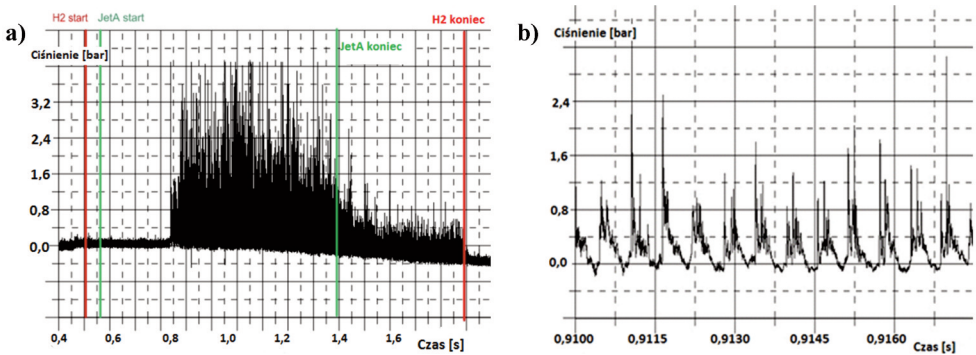 a)
H2 start
JetA start
H2 koniec
JetA koniec
Ciśnienie [bar]
3,2
2,4
1,6
0,8
0,0
0,4
0,6
0,8
1,0
1,2
1,4
1,6
Czas [s]
b)
Ciśnienie [bar]
2,4
1,6
0,8
0,0
0,9100
0,9115
0,9130
0,9145
0,9160
Czas [s]